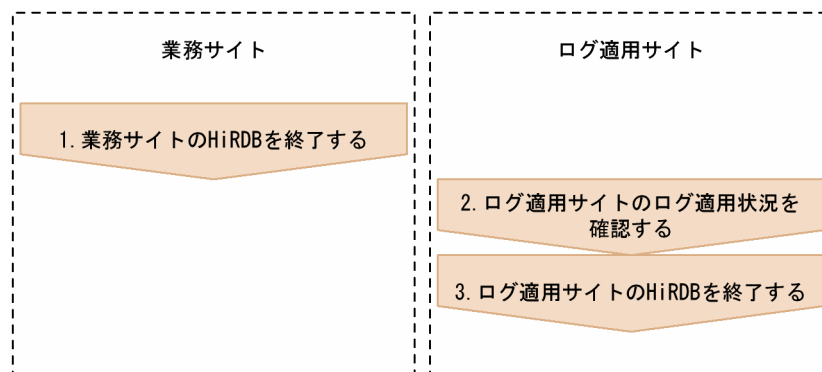 業務サイト
ログ適用サイト
1.業務サイトのHiRDBを終了する
2.ログ適用サイトのログ適用状況を
確認する
3.ログ適用サイトのHiRDBを終了する